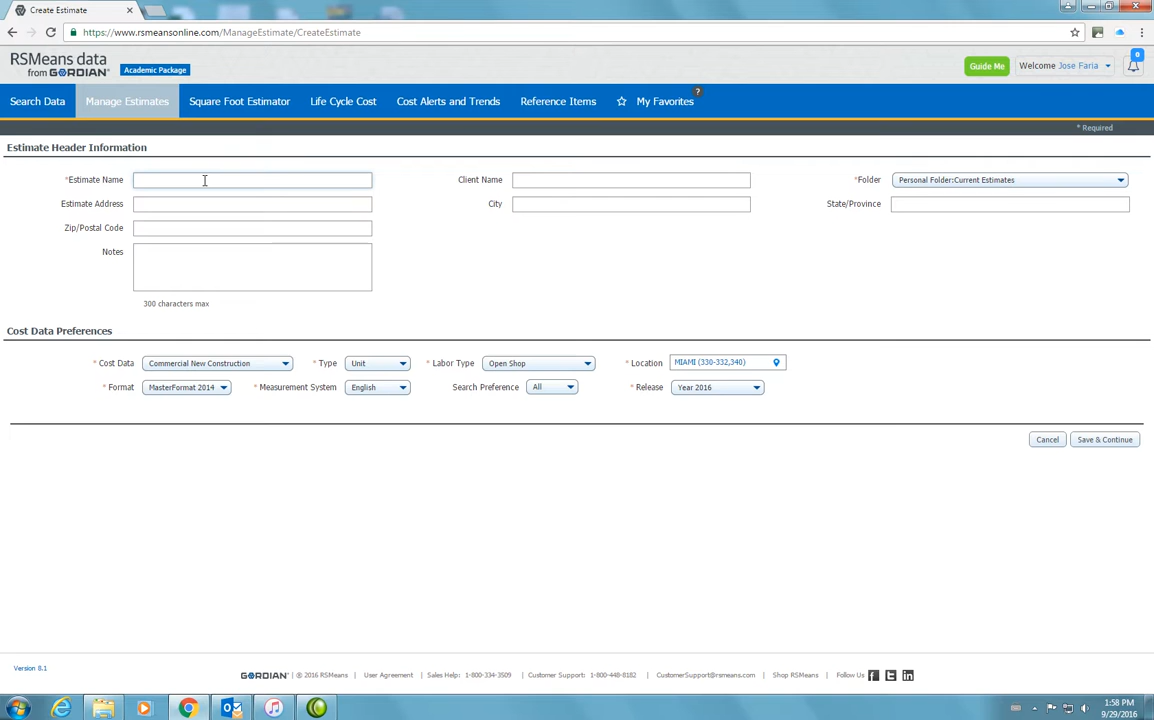 Create Estimate
https://www.rsmeansonline.com/ManageEstimate/CreateEstimate
RSMeans data
from GORDIAN
Academic Package
Guide Me
Welcome Jose Faria
0
Search Data
Manage Estimates
Square Foot Estimator
Life Cycle Cost
Cost Alerts and Trends
Reference Items
My Favorites
?
* Required
Estimate Header Information
*Estimate Name
Client Name
*Folder
Personal Folder:Current Estimates
Estimate Address
City
State/Province
Zip/Postal Code
Notes
300 characters max
Cost Data Preferences
* Cost Data
Commercial New Construction
* Type
Unit
* Labor Type
Open Shop
* Location
MIAMI (330-332,340)
* Format
MasterFormat 2014
* Measurement System
English
Search Preference
All
* Release
Year 2016
Cancel
Save & Continue
Version 8.1
GORDIAN | ® 2016 RSMeans | User Agreement | Sales Help: 1-800-334-3509 | Customer Support: 1-800-448-8182 | CustomerSupport@rsmeans.com | Shop RSMeans | Follow Us
1:58 PM
9/29/2016